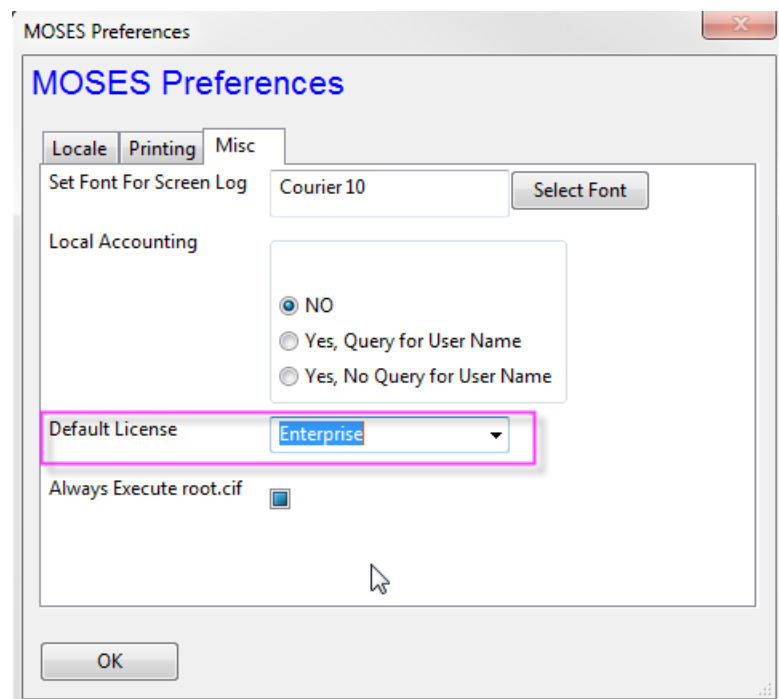 MOSES Preferences
MOSES Preferences
Locale Printing Misc
Set Font For Screen Log Courier 10 Select Font
Local Accounting
NO
Yes, Query for User Name
Yes, No Query for User Name
Default License Enterprise
Always Execute root.cif
OK